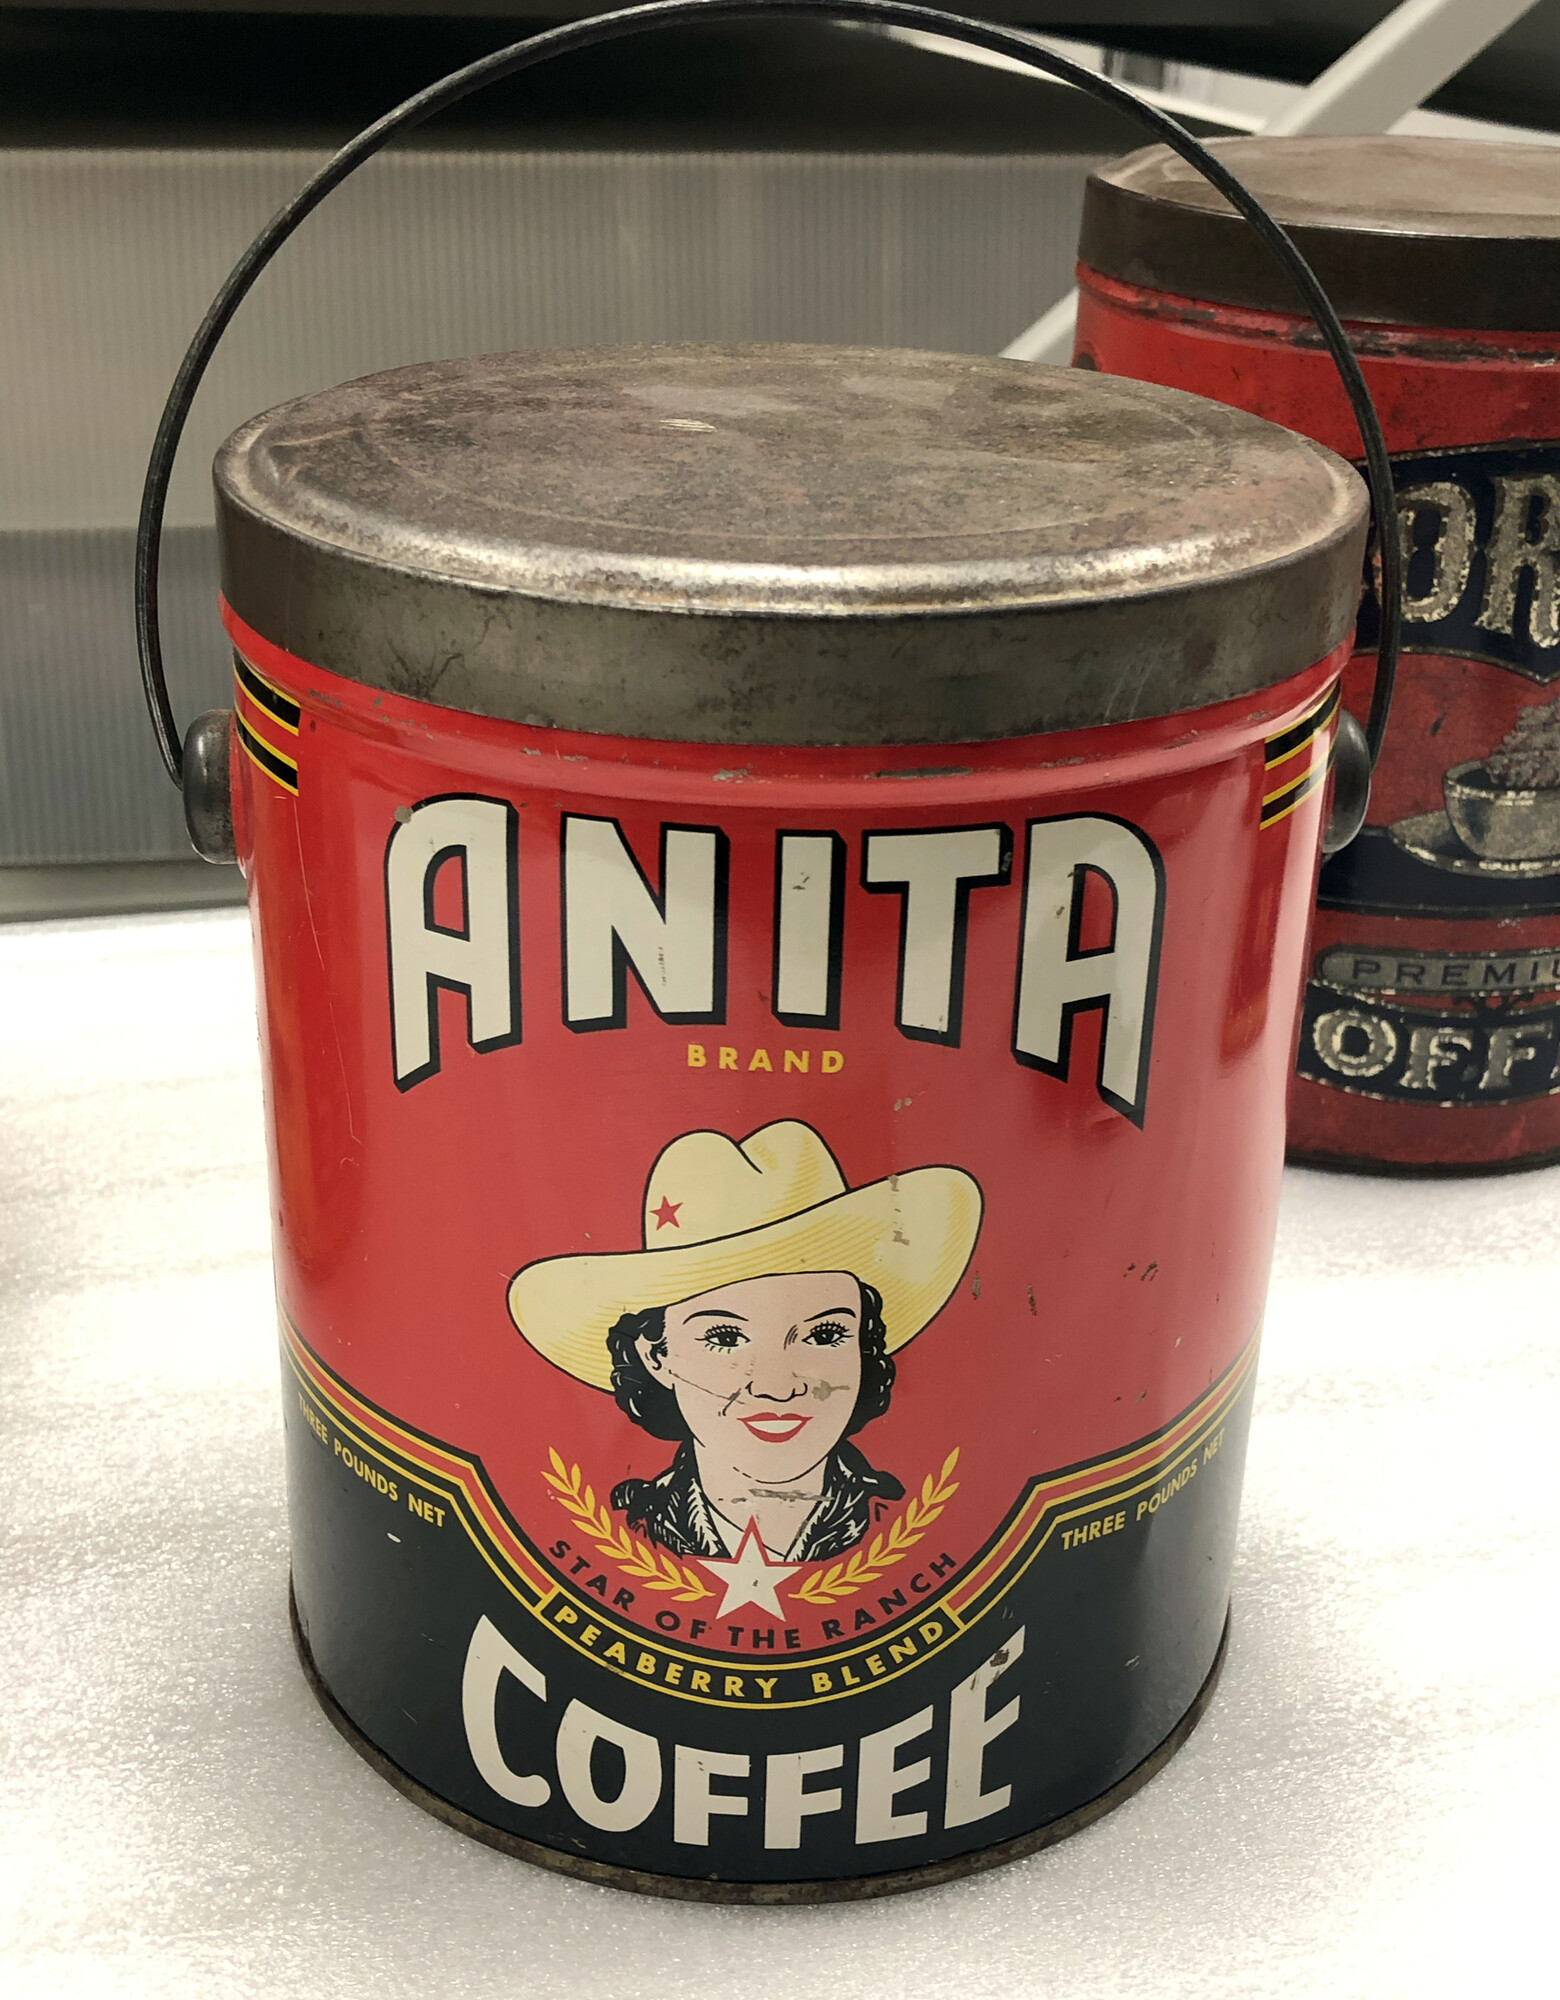 ANITA
BRAND
THREE POUNDS NET
THREE POUNDS NET
STAR OF THE RANCH
PEABERRY BLEND
COFFEE